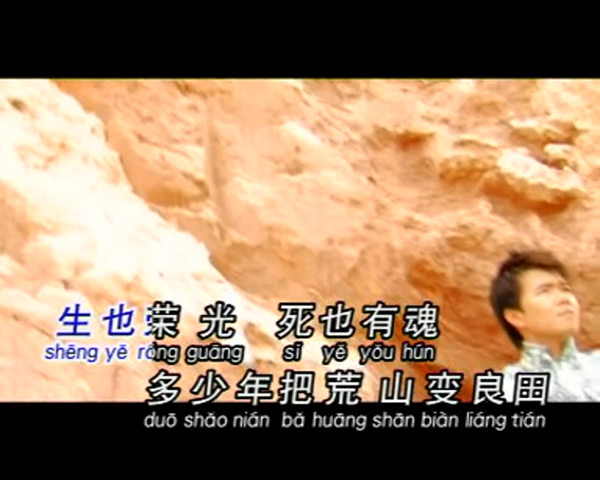 生也荣光 死也有魂
shēng yě róng guāng sǐ yě yǒu hún
多少年把荒山变良田
duō shǎo nián bǎ huāng shān biàn liáng tián